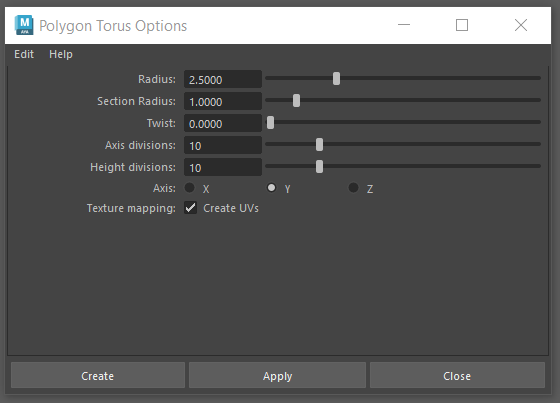 M
AYA
Polygon Torus Options
Edit Help
Radius: 2.5000
Section Radius: 1.0000
Twist: 0.0000
Axis divisions: 10
Height divisions: 10
Axis: X Y Z
Texture mapping: Create UVs
Create Apply Close